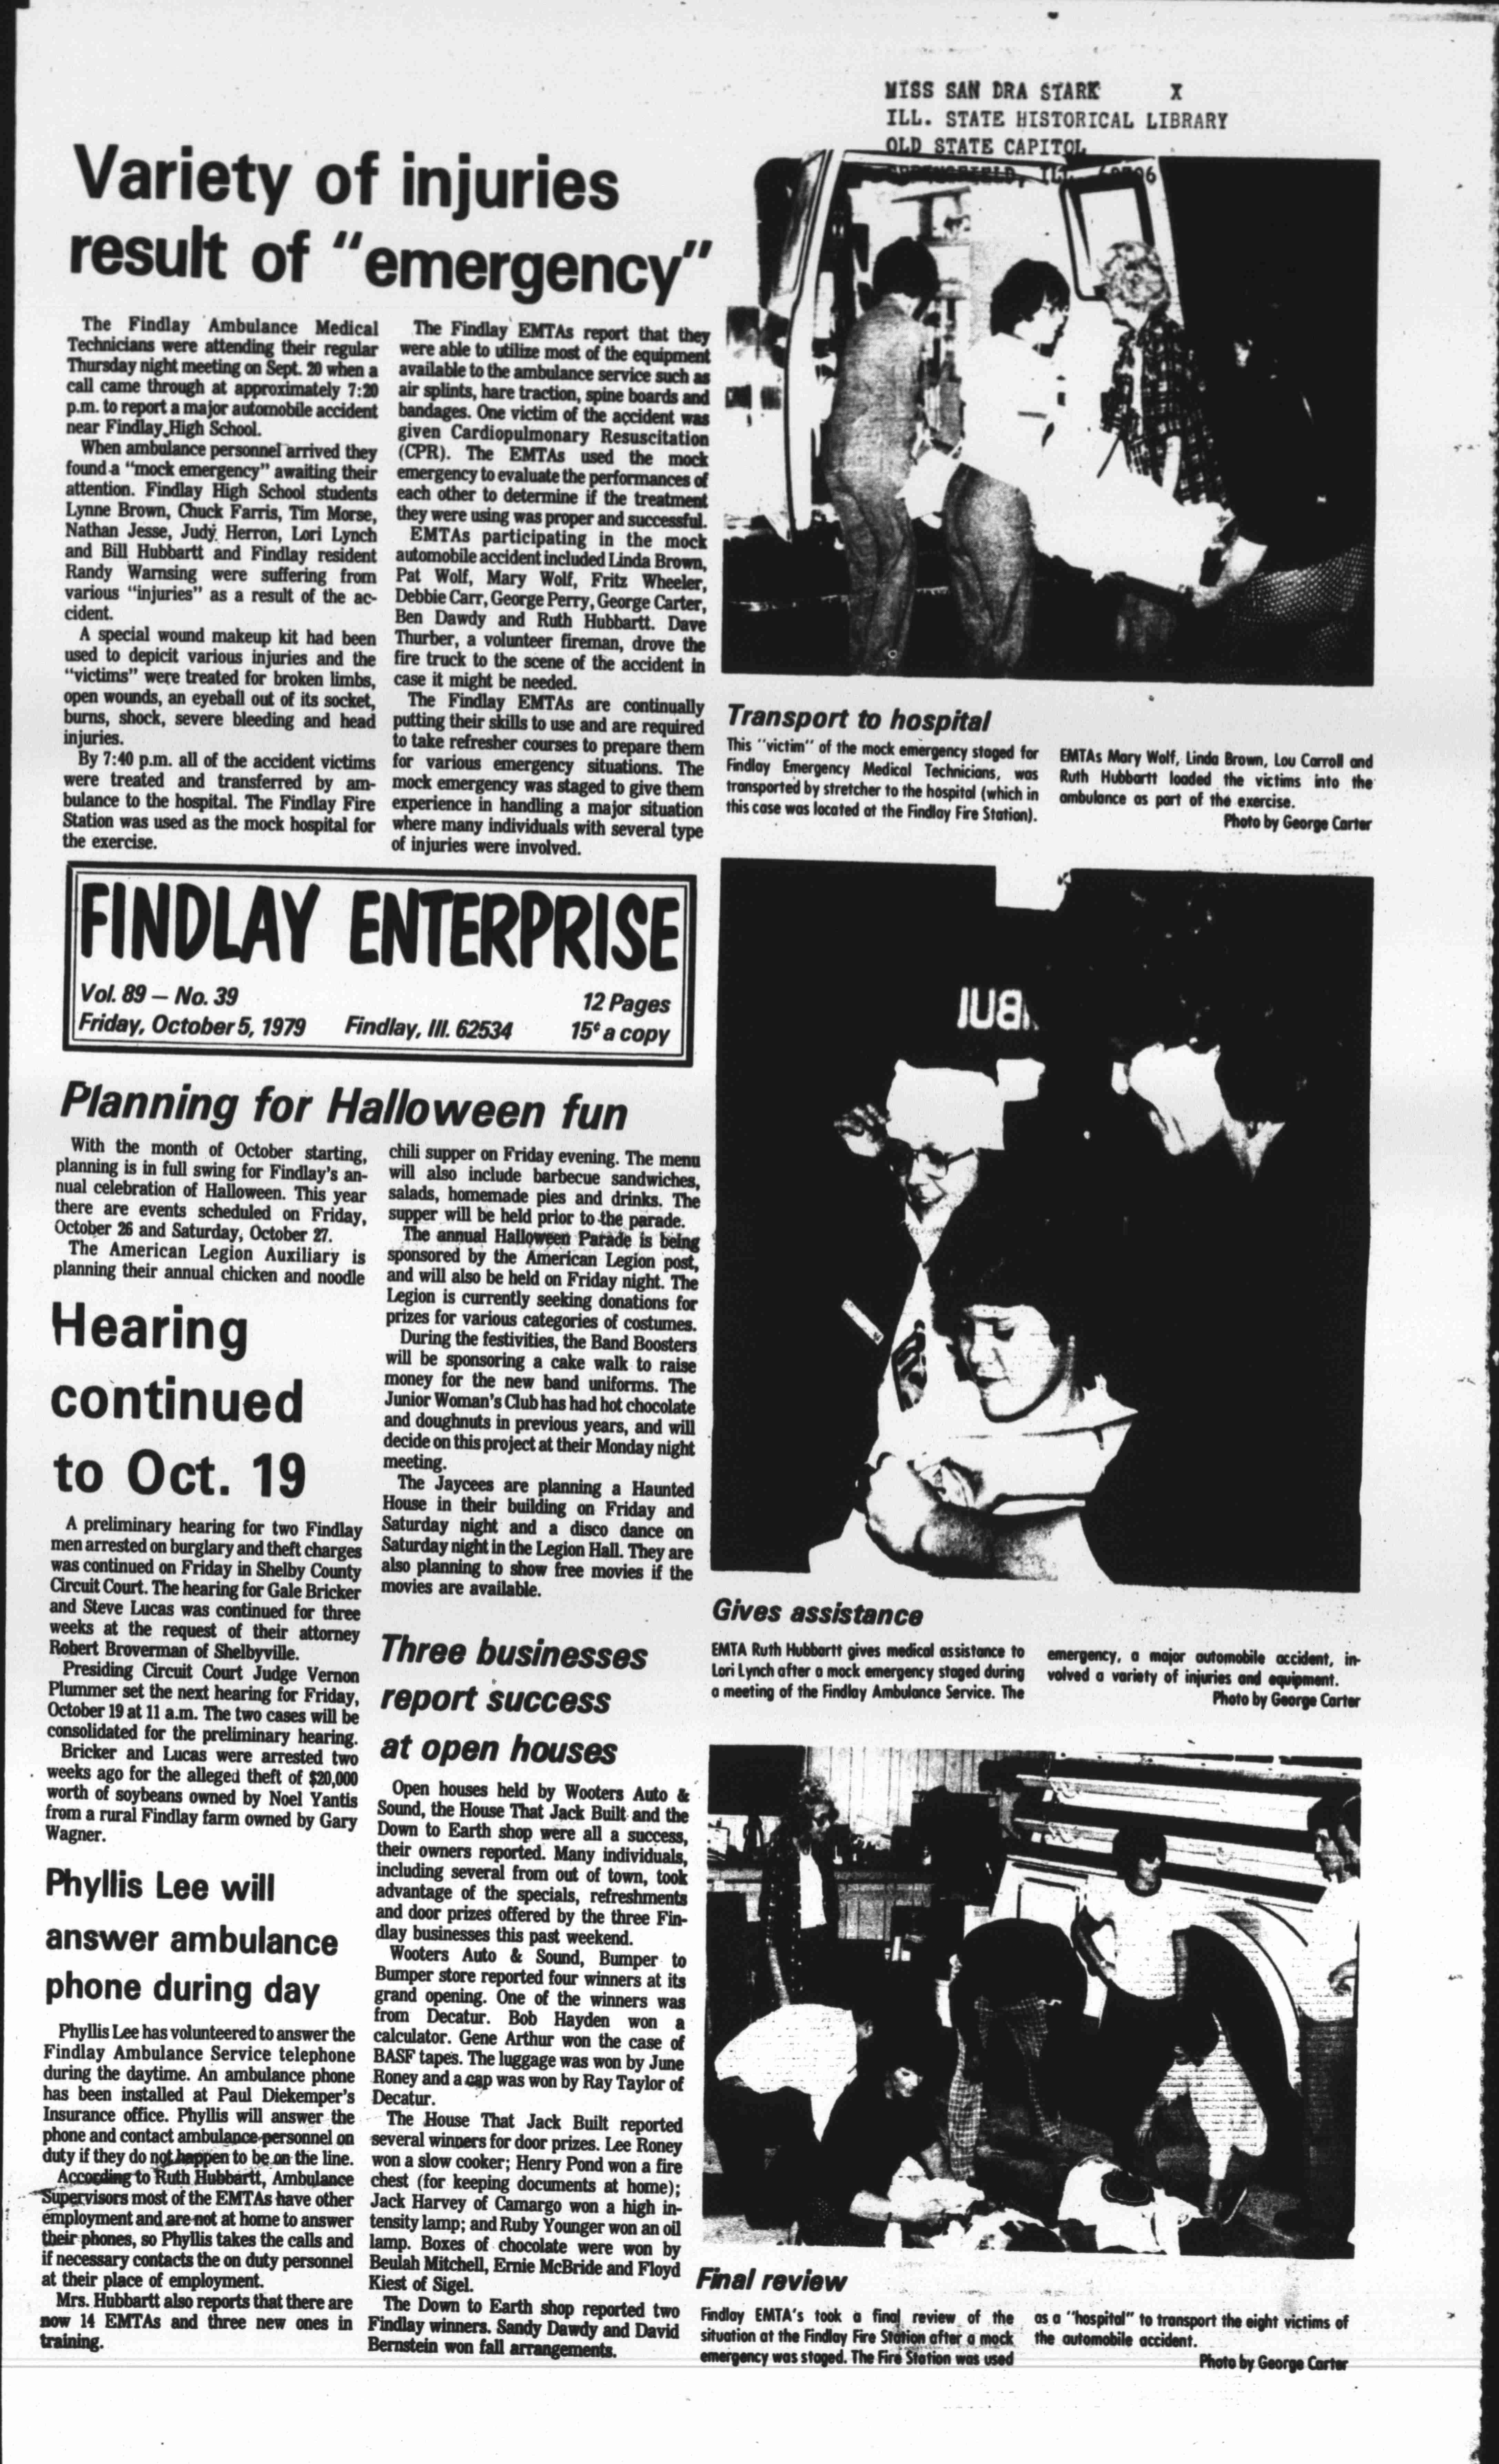 MISS SAN DRA STARK X
ILL. STATE HISTORICAL LIBRARY
OLD STATE CAPITOL
Variety of injuries
result of "emergency"
The Findlay Ambulance Medical
Technicians were attending their regular
Thursday night meeting on Sept. 20 when a
call came through at approximately 7:20
p.m. to report a major automobile accident
near Findlay High School.
When ambulance personnel arrived they
found a "mock emergency" awaiting their
attention. Findlay High School students
Lynne Brown, Chuck Farris, Tim Morse,
Nathan Jesse, Judy Herron, Lori Lynch
and Bill Hubbartt and Findlay resident
Randy Warnsing were suffering from
various "injuries" as a result of the ac-
cident.
A special wound makeup kit had been
used to depicit various injuries and the
"victims" were treated for broken limbs,
open wounds, an eyeball out of its socket,
burns, shock, severe bleeding and head
injuries.
By 7:40 p.m. all of the accident victims
were treated and transferred by am-
bulance to the hospital. The Findlay Fire
Station was used as the mock hospital for
the exercise.
The Findlay EMTAs report that they
were able to utilize most of the equipment
available to the ambulance service such as
air splints, hare traction, spine boards and
bandages. One victim of the accident was
given Cardiopulmonary Resuscitation
(CPR). The EMTAs used the mock
emergency to evaluate the performances of
each other to determine if the treatment
they were using was proper and successful.
EMTAs participating in the mock
automobile accident included Linda Brown,
Pat Wolf, Mary Wolf, Fritz Wheeler,
Debbie Carr, George Perry, George Carter,
Ben Dawdy and Ruth Hubbartt. Dave
Thurber, a volunteer fireman, drove the
fire truck to the scene of the accident in
case it might be needed.
The Findlay EMTAs are continually
putting their skills to use and are required
to take refresher courses to prepare them
for various emergency situations. The
mock emergency was staged to give them
experience in handling a major situation
where many individuals with several type
of injuries were involved.
Transport to hospital
This "victim" of the mock emergency staged for
Findlay Emergency Medical Technicians, was
transported by stretcher to the hospital (which in
this case was located at the Findlay Fire Station).
EMTAs Mary Wolf, Linda Brown, Lou Carroll and
Ruth Hubbartt loaded the victims into the
ambulance as part of the exercise.
Photo by George Carter
FINDLAY ENTERPRISE
Vol. 89 — No. 39
12 Pages
Friday, October 5, 1979 Findlay, Ill. 62534 15¢ a copy
Planning for Halloween fun
With the month of October starting,
planning is in full swing for Findlay's an-
nual celebration of Halloween. This year
there are events scheduled on Friday,
October 26 and Saturday, October 27.
The American Legion Auxiliary is
planning their annual chicken and noodle
chili supper on Friday evening. The menu
will also include barbecue sandwiches,
salads, homemade pies and drinks. The
supper will be held prior to the parade.
The annual Halloween Parade is being
sponsored by the American Legion post,
and will also be held on Friday night. The
Legion is currently seeking donations for
prizes for various categories of costumes.
During the festivities, the Band Boosters
will be sponsoring a cake walk to raise
money for the new band uniforms. The
Junior Woman's Club has had hot chocolate
and doughnuts in previous years, and will
decide on this project at their Monday night
meeting.
The Jaycees are planning a Haunted
House in their building on Friday and
Saturday night and a disco dance on
Saturday night in the Legion Hall. They are
also planning to show free movies if the
movies are available.
Hearing
continued
to Oct. 19
A preliminary hearing for two Findlay
men arrested on burglary and theft charges
was continued on Friday in Shelby County
Circuit Court. The hearing for Gale Bricker
and Steve Lucas was continued for three
weeks at the request of their attorney
Robert Broverman of Shelbyville.
Presiding Circuit Court Judge Vernon
Plummer set the next hearing for Friday,
October 19 at 11 a.m. The two cases will be
consolidated for the preliminary hearing.
Bricker and Lucas were arrested two
weeks ago for the alleged theft of $20,000
worth of soybeans owned by Noel Yantis
from a rural Findlay farm owned by Gary
Wagner.
Phyllis Lee will
answer ambulance
phone during day
Phyllis Lee has volunteered to answer the
Findlay Ambulance Service telephone
during the daytime. An ambulance phone
has been installed at Paul Diekemper's
Insurance office. Phyllis will answer the
phone and contact ambulance personnel on
duty if they do not happen to be on the line.
According to Ruth Hubbartt, Ambulance
Supervisors most of the EMTAs have other
employment and are not at home to answer
their phones, so Phyllis takes the calls and
if necessary contacts the on duty personnel
at their place of employment.
Mrs. Hubbartt also reports that there are
now 14 EMTAs and three new ones in
training.
Three businesses
report success
at open houses
Open houses held by Wooters Auto &
Sound, the House That Jack Built and the
Down to Earth shop were all a success,
their owners reported. Many individuals,
including several from out of town, took
advantage of the specials, refreshments
and door prizes offered by the three Fin-
dlay businesses this past weekend.
Wooters Auto & Sound, Bumper to
Bumper store reported four winners at its
grand opening. One of the winners was
from Decatur. Bob Hayden won a
calculator. Gene Arthur won the case of
BASF tapes. The luggage was won by June
Roney and a cap was won by Ray Taylor of
Decatur.
The House That Jack Built reported
several winners for door prizes. Lee Roney
won a slow cooker; Henry Pond won a fire
chest (for keeping documents at home);
Jack Harvey of Camargo won a high in-
tensity lamp; and Ruby Younger won an oil
lamp. Boxes of chocolate were won by
Beulah Mitchell, Ernie McBride and Floyd
Kiest of Sigel.
The Down to Earth shop reported two
Findlay winners. Sandy Dawdy and David
Bernstein won fall arrangements.
Gives assistance
EMTA Ruth Hubbartt gives medical assistance to
Lori Lynch after a mock emergency staged during
a meeting of the Findlay Ambulance Service. The
emergency, a major automobile accident, in-
volved a variety of injuries and equipment.
Photo by George Carter
Final review
Findlay EMTA's took a final review of the
situation at the Findlay Fire Station after a mock
emergency was staged. The Fire Station was used
as a "hospital" to transport the eight victims of
the automobile accident.
Photo by George Carter